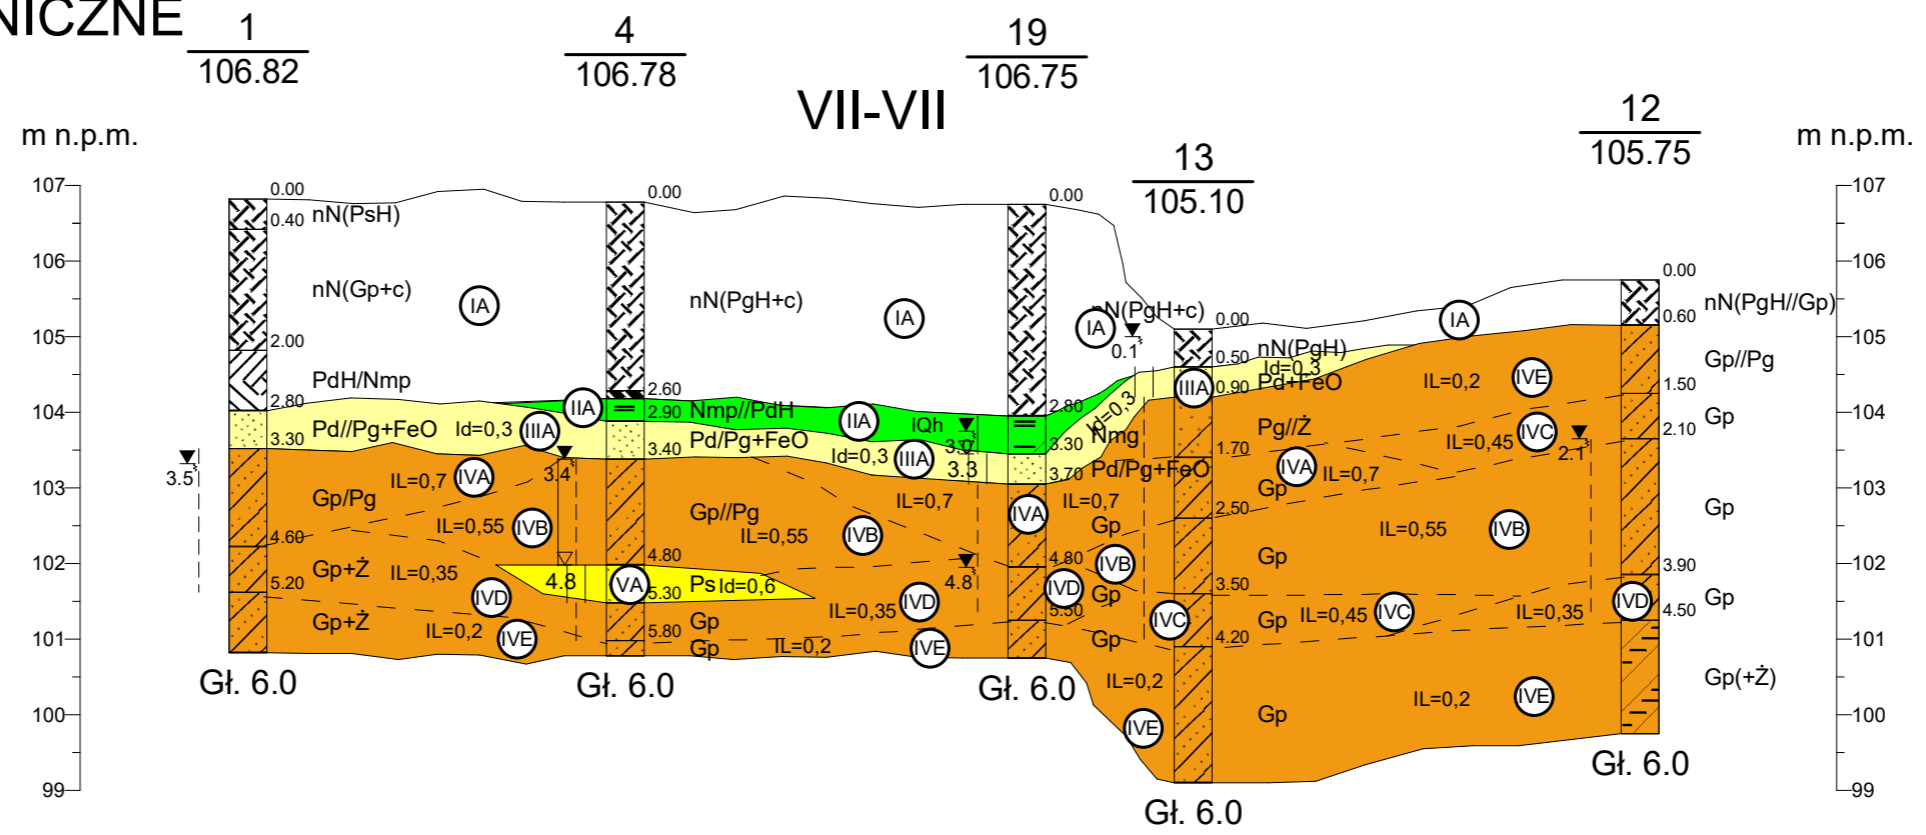 NICZNE
1
106.82
4
106.78
19
106.75
VII-VII
13
105.10
12
105.75
m n.p.m.
m n.p.m.
107
106
105
104
103
102
101
100
99
107
106
105
104
103
102
101
100
99
3.5
0.00
0.40
2.00
2.80
3.30
4.60
5.20
nN(PsH)
nN(Gp+c)
IA
PdH/Nmp
Pd//Pg+FeO
Id=0,3
IIIA
IIA
IL=0,7
IVA
Gp/Pg
IL=0,55
IVB
Gp+Ż
IL=0,35
IVD
Gp+Ż
IL=0,2
IVE
Gł. 6.0
3.4
4.8
0.00
2.60
2.90
3.40
4.80
5.30
5.80
VA
nN(PgH+c)
IA
Nmp//PdH
IIA
IQh
Pd/Pg+FeO
Id=0,3
IIIA
3.0
3.3
Gp//Pg
IL=0,55
IVB
IL=0,7
Ps
Id=0,6
4.8
Gp
IL=0,35
IVD
Gp
IL=0,2
IVE
Gł. 6.0
0.00
2.80
3.30
3.70
4.80
5.50
IVA
nN(PgH+c)
IA
0.1
Nmg
Id=0,3
Pd/Pg+FeO
IL=0,7
Gp
IVB
IVD
Gp
IVC
Gp
IL=0,2
IVE
Gł. 6.0
0.00
0.50
0.90
1.70
2.50
3.50
4.20
IIIA
nN(PgH)
Id=0.3
Pd+FeO
Pg//Ż
IVA
IL=0,7
Gp
Gp
Gp
IL=0,45
IVC
Gp
Gł. 6.0
IA
IL=0,2
IVE
IL=0,45
IVC
2.1
IL=0,55
IVB
IL=0,35
IVD
IL=0,2
IVE
0.00
0.60
1.50
2.10
3.90
4.50
nN(PgH//Gp)
Gp//Pg
Gp
Gp
Gp
Gp(+Ż)
Gł. 6.0